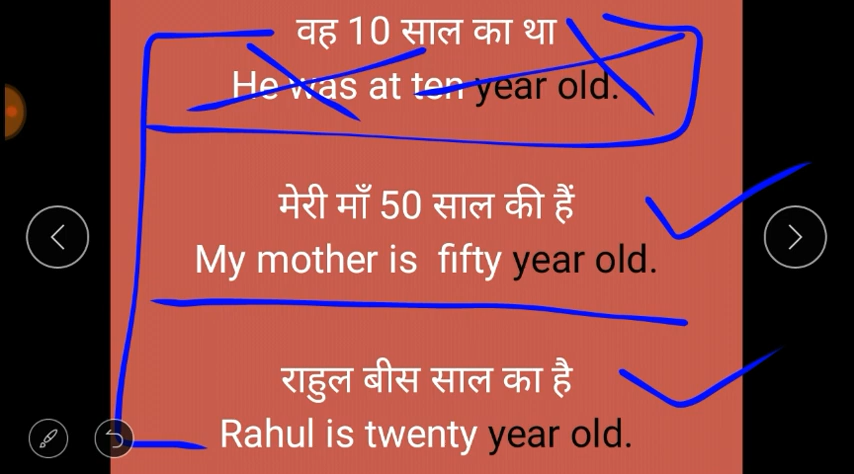 वह 10 साल का था
He was at ten year old.
मेरी माँ 50 साल की हैं
My mother is fifty year old.
राहुल बीस साल का है
Rahul is twenty year old.